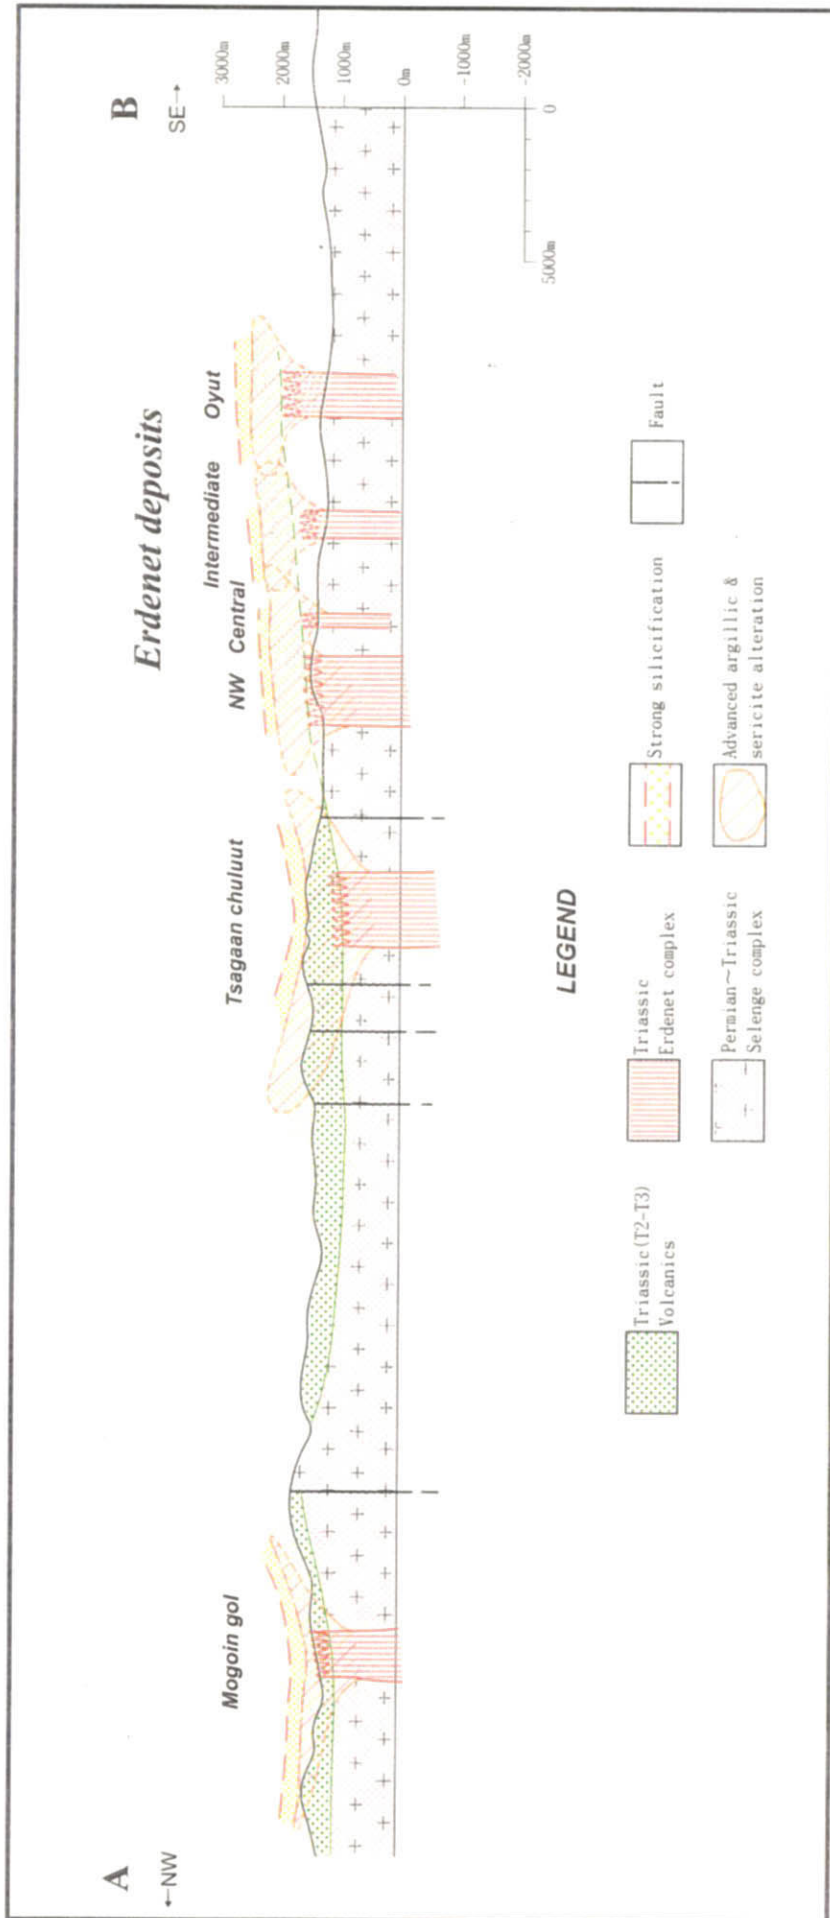 A
←NW
B
SE→
Erdenet deposits
Mogoin gol
Tsagaan chuluut
NW
Central
Intermediate
Oyut
3000m
2000m
1000m
0m
-1000m
-2000m
5000m
0
LEGEND
Triassic(T2-T3)
Volcanics
Triassic
Erdenet complex
Strong silicification
Fault
Permian~Triassic
Selenge complex
Advanced argillic &
sericite alteration